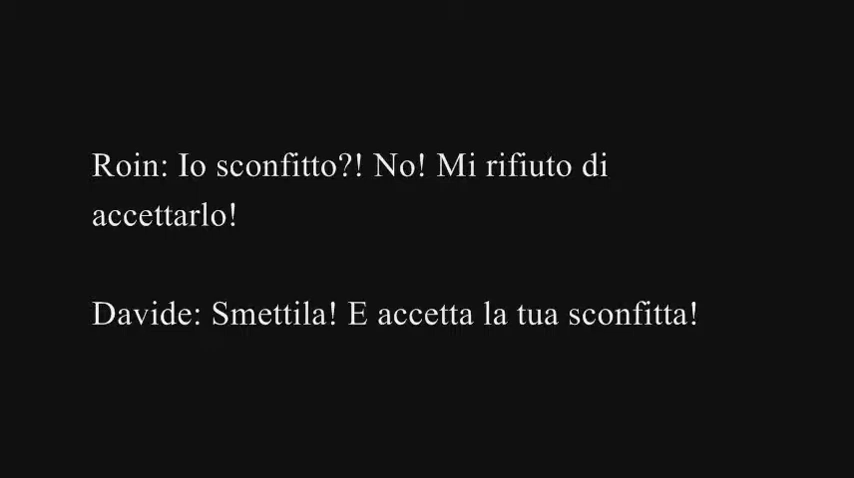 Roin: Io sconfitto?! No! Mi rifiuto di
accettarlo!
Davide: Smettila! E accetta la tua sconfitta!